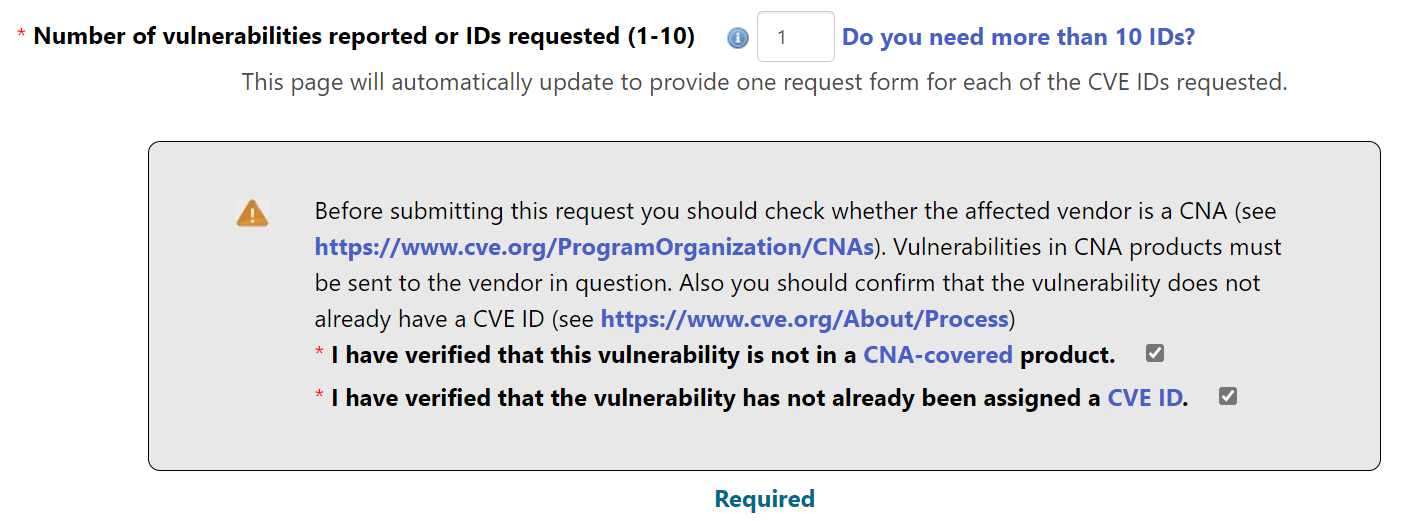 * Number of vulnerabilities reported or IDs requested (1-10) 1 Do you need more than 10 IDs?
This page will automatically update to provide one request form for each of the CVE IDs requested.
Before submitting this request you should check whether the affected vendor is a CNA (see
https://www.cve.org/ProgramOrganization/CNAs). Vulnerabilities in CNA products must
be sent to the vendor in question. Also you should confirm that the vulnerability does not
already have a CVE ID (see https://www.cve.org/About/Process)
* I have verified that this vulnerability is not in a CNA-covered product.
* I have verified that the vulnerability has not already been assigned a CVE ID.
Required